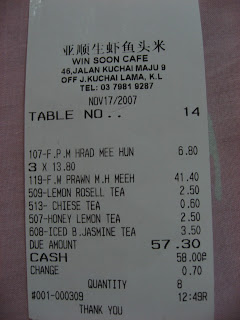 亚顺生虾鱼头米
WIN SOON CAFE
45,JALAN KUCHAI MAJU 9
OFF J.KUCHAI LAMA, K.L
TEL: 03 7981 9287
NOV17/2007
TABLE NO.. 14
107-F.P.M HRAD MEE HUN 6.80
3 X 13.80
119-F.W PRAWN M.H MEEH 41.40
509-LEMON ROSELL TEA 2.50
513- CHIESE TEA 0.60
507-HONEY LEMON TEA 2.50
608-ICED B.JASMINE TEA 3.50
DUE AMOUNT 57.30
CASH 58.00
CHANGE 0.70
QUANTITY 8
#001-000309 12:49R
THANK YOU